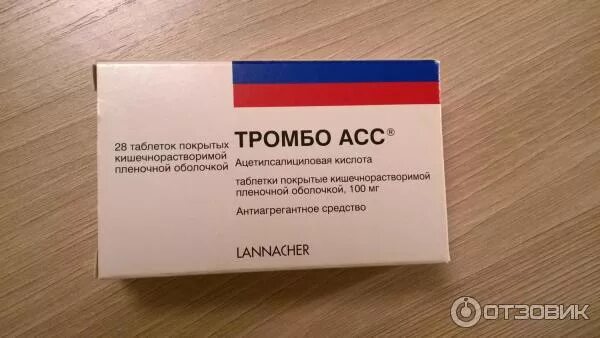 28 таблеток покрытых
кишечнорастворимой
пленочной оболочкой
ТРОМБО АСС®
Ацетилсалициловая кислота
таблетки покрытые кишечнорастворимой
пленочной оболочкой, 100 мг
Антиагрегантное средство
LANNACHER
ОТЗОВИК